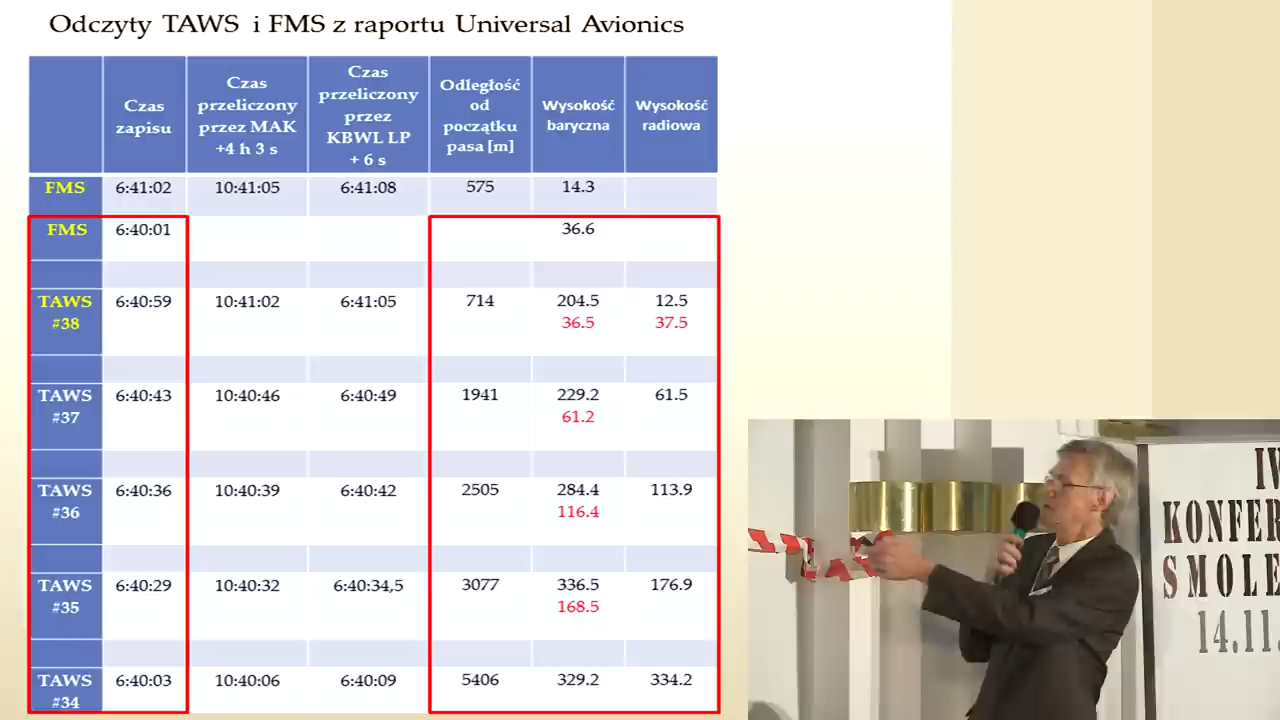 Odczyty TAWS i FMS z raportu Universal Avionics
Czas zapisu
Czas przeliczony przez MAK +4 h 3 s
Czas przeliczony przez KBWL LP + 6 s
Odległość od początku pasa [m]
Wysokość baryczna
Wysokość radiowa
FMS 6:41:02 10:41:05 6:41:08 575 14.3
FMS 6:40:01 36.6
TAWS #38 6:40:59 10:41:02 6:41:05 714 204.5 12.5
36.5 37.5
TAWS #37 6:40:43 10:40:46 6:40:49 1941 229.2 61.5
61.2
TAWS #36 6:40:36 10:40:39 6:40:42 2505 284.4 113.9
116.4
TAWS #35 6:40:29 10:40:32 6:40:34,5 3077 336.5 176.9
168.5
TAWS #34 6:40:03 10:40:06 6:40:09 5406 329.2 334.2
IV
KONFER
SMOLE
14.11.